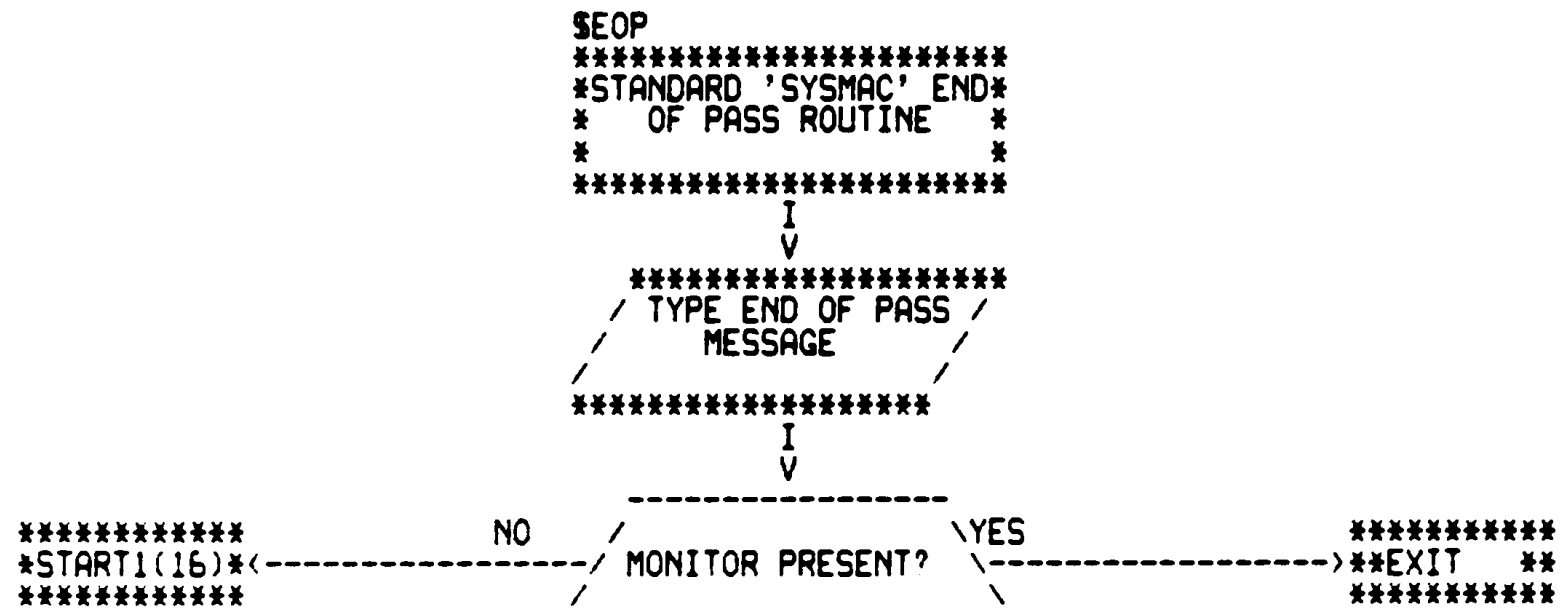 $EOP
***********************
*STANDARD 'SYSMAC' END*
* OF PASS ROUTINE *
* *
***********************
I
V
********************
/ TYPE END OF PASS /
/ MESSAGE /
/ /
*******************
I
V
-----------------
************ NO / \YES ***********
*START1(16)*<-------------------/ MONITOR PRESENT? \------------------->**EXIT **
************ / \ ***********